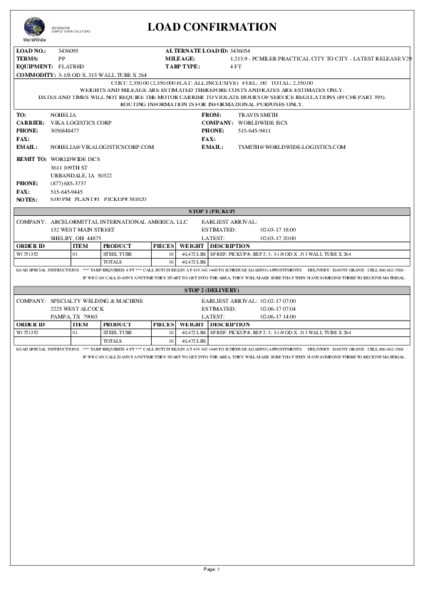 INTEGRATED
SUPPLY CHAIN SOLUTIONS
WorldWide
LOAD CONFIRMATION
LOAD NO.: 3436095 ALTERNATE LOAD ID: 3436054
TERMS: PP MILEAGE: 1,213.9 - PCMILER PRACTICAL CITY TO CITY - LATEST RELEASE V29
EQUIPMENT: FLATBED TARP TYPE: 4 FT
COMMODITY: 3-1/8 OD X .313 WALL TUBE X 264
COST: 2,350.00 (2,350.00 FLAT: ALL INCLUSIVE) FUEL: .00 TOTAL: 2,350.00
WEIGHTS AND MILEAGE ARE ESTIMATED THEREFORE COSTS AND RATES ARE ESTIMATES ONLY.
DATES AND TIMES WILL NOT REQUIRE THE MOTOR CARRIER TO VIOLATE HOURS OF SERVICE REGULATIONS (49 CFR PART 395).
ROUTING INFORMATION IS FOR INFORMATIONAL PURPOSES ONLY.
TO: NOHELIA FROM: TRAVIS SMITH
CARRIER: VIKA LOGISTICS CORP COMPANY: WORLDWIDE ISCS
PHONE: 3056848477 PHONE: 515-645-9411
FAX: FAX:
EMAIL: NOHELIA@VIKALOGISTICSCORP.COM EMAIL: TSMITH@WORLDWIDE-LOGISTICS.COM
REMIT TO: WORLDWIDE ISCS
3611 109TH ST
URBANDALE, IA 50322
PHONE: (877) 685-3737
FAX: 515-645-9445
NOTES: 6:00 PM PLANT #1 PICKUP# 381620
STOP 1 (PICKUP)
COMPANY: ARCELORMITTAL INTERNATIONAL AMERICA, LLC EARLIEST ARRIVAL:
132 WEST MAIN STREET ESTIMATED: 02-03-17 18:00
SHELBY, OH 44875 LATEST: 02-03-17 20:00
ORDER ID ITEM PRODUCT PIECES WEIGHT DESCRIPTION
W1751352 01 STEEL TUBE 10 40,472 LBS SP REF: PICKUP#; REF2: 3, 3-1/8 OD X .313 WALL TUBE X 264
TOTALS 10 40,472 LBS
LOAD SPECIAL INSTRUCTIONS: *** TARP REQUIRED 4 FT *** CALL DUTCH MEGIN AT 419-342-1440 TO SCHEDULE LOADING APPOINTMENTS DELIVERY DANNY GRAND CELL 806-662-3360
IF WE CAN CALL DANNY ANYTIME THEY START TO GET INTO THE AREA, THEY WILL MAKE SURE THAT THEY HAVE SOMEONE THERE TO RECEIVE MATERIAL.
STOP 2 (DELIVERY)
COMPANY: SPECIALTY WELDING & MACHINE EARLIEST ARRIVAL: 02-02-17 07:00
2225 WEST ALCOCK ESTIMATED: 02-06-17 07:04
PAMPA, TX 79065 LATEST: 02-06-17 14:00
ORDER ID ITEM PRODUCT PIECES WEIGHT DESCRIPTION
W1751352 01 STEEL TUBE 10 40,472 LBS SP REF: PICKUP#; REF2: 3, 3-1/8 OD X .313 WALL TUBE X 264
TOTALS 10 40,472 LBS
LOAD SPECIAL INSTRUCTIONS: *** TARP REQUIRED 4 FT *** CALL DUTCH MEGIN AT 419-342-1440 TO SCHEDULE LOADING APPOINTMENTS DELIVERY DANNY GRAND CELL 806-662-3360
IF WE CAN CALL DANNY ANYTIME THEY START TO GET INTO THE AREA, THEY WILL MAKE SURE THAT THEY HAVE SOMEONE THERE TO RECEIVE MATERIAL.
Page: 1